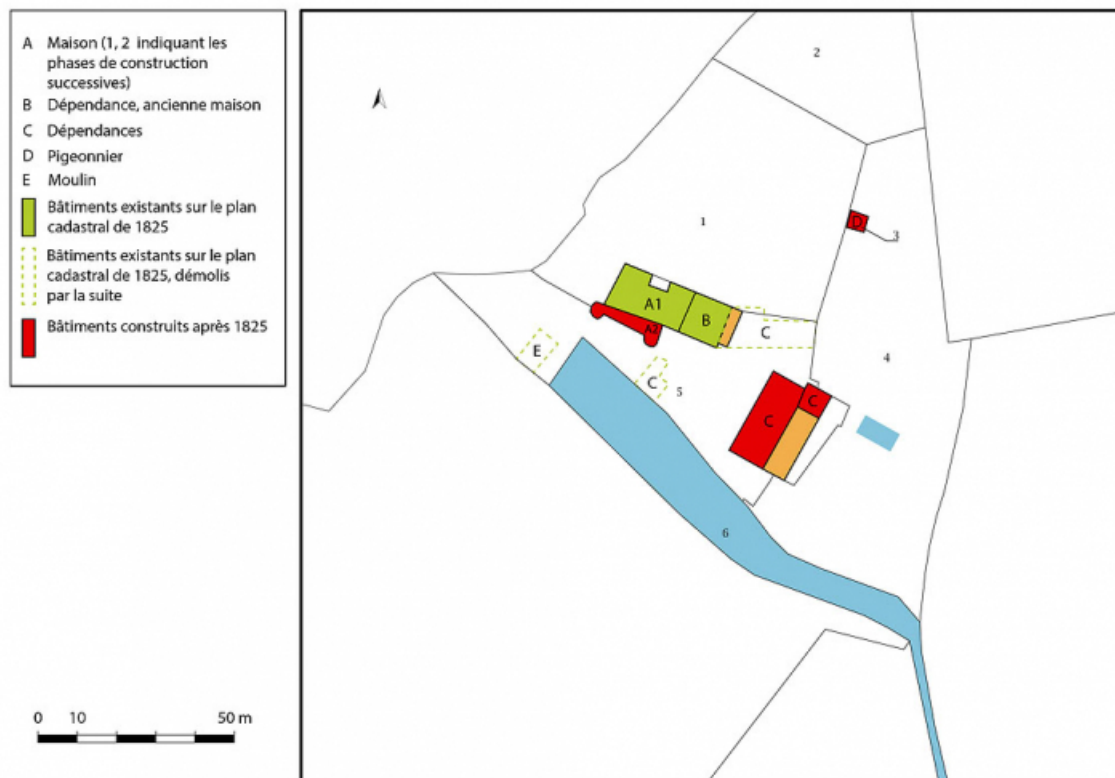 A Maison (1, 2 indiquant les
phases de construction
successives)
B Dépendance, ancienne maison
C Dépendances
D Pigeonnier
E Moulin
Bâtiments existants sur le plan
cadastral de 1825
Bâtiments existants sur le plan
cadastral de 1825, démolis
par la suite
Bâtiments construits après 1825
0 10 50 m
2
1
D
3
A1
A2
B
C
E
C
5
4
C
C
6